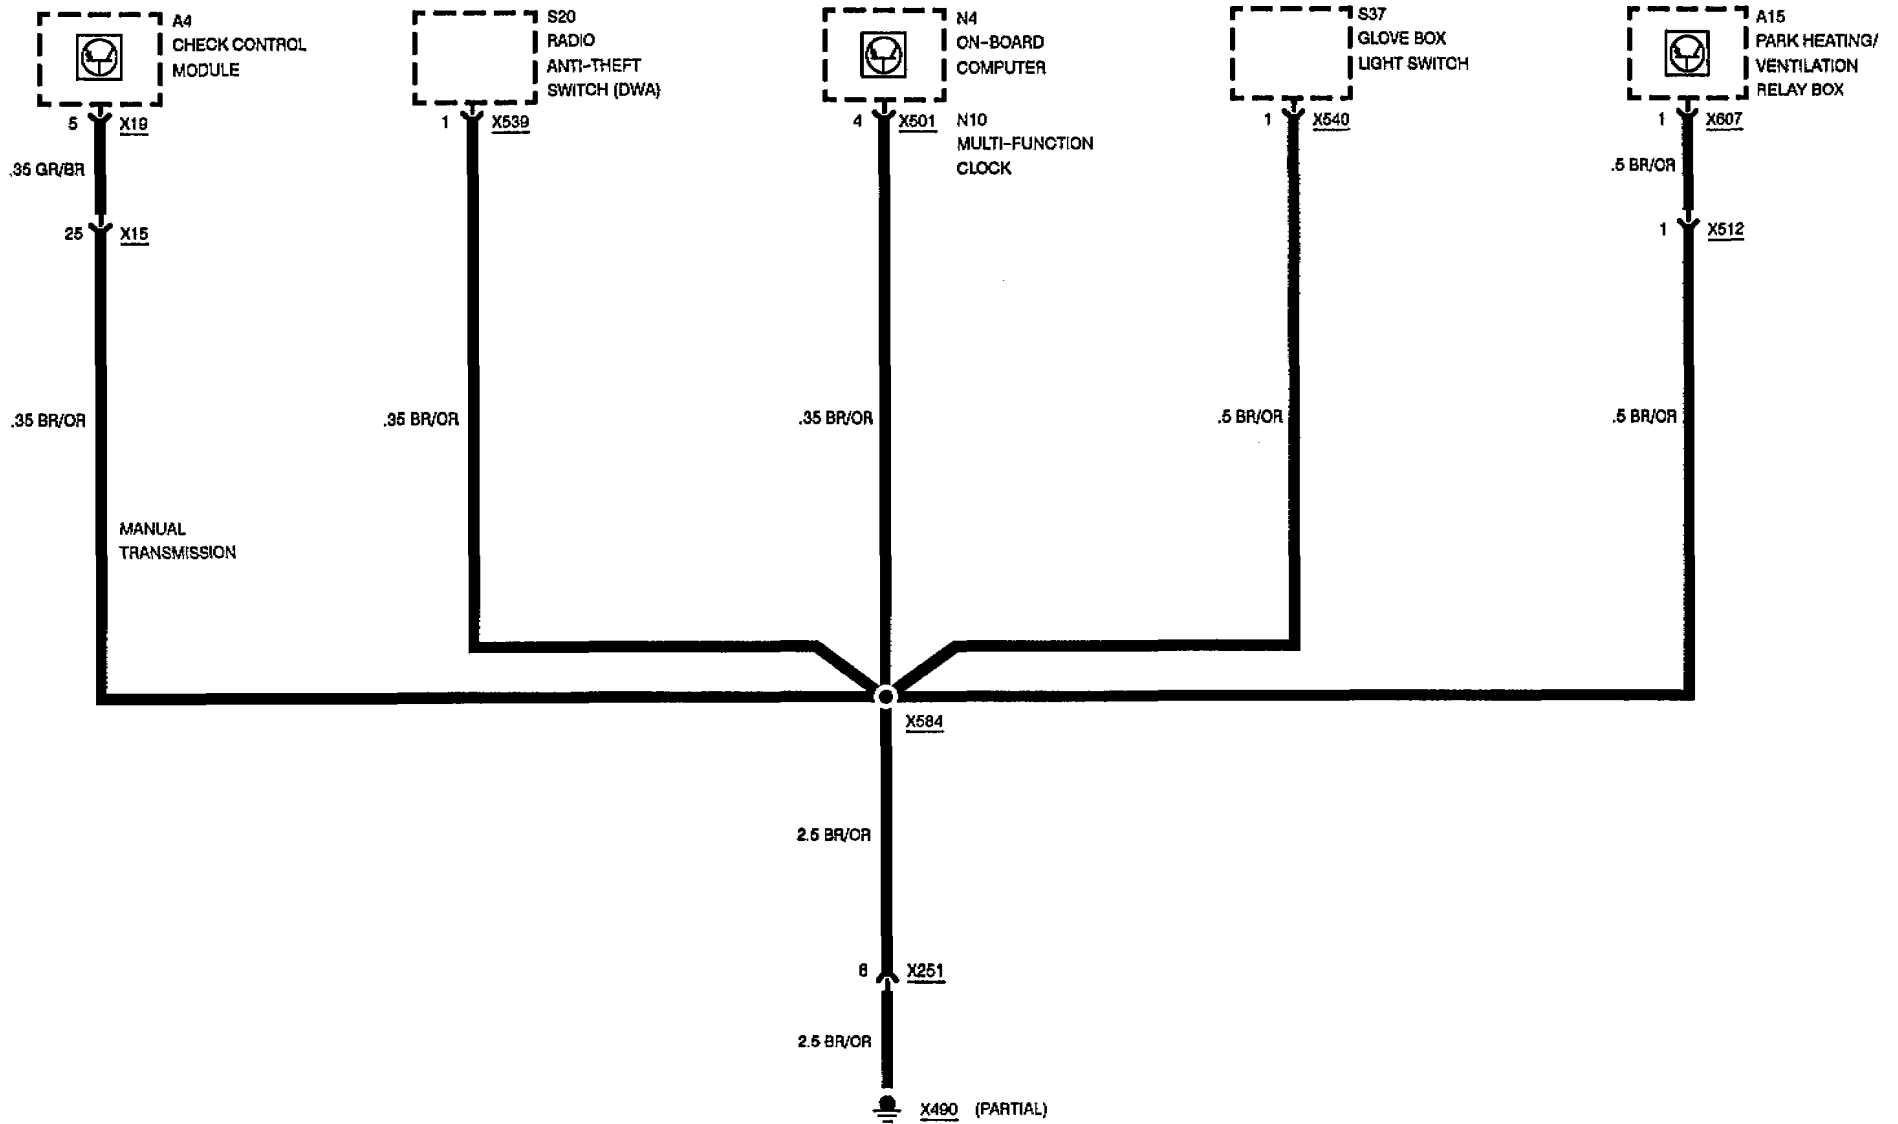 A4
CHECK CONTROL
MODULE
S20
RADIO
ANTI-THEFT
SWITCH (DWA)
N4
ON-BOARD
COMPUTER
N10
MULTI-FUNCTION
CLOCK
S37
GLOVE BOX
LIGHT SWITCH
A15
PARK HEATING/
VENTILATION
RELAY BOX
5 X19
1 X539
4 X501
1 X540
1 X607
.35 GR/BR
.5 BR/OR
25 X15
1 X512
.35 BR/OR
.35 BR/OR
.35 BR/OR
.5 BR/OR
.5 BR/OR
MANUAL
TRANSMISSION
X584
2.5 BR/OR
8 X251
2.5 BR/OR
X490 (PARTIAL)